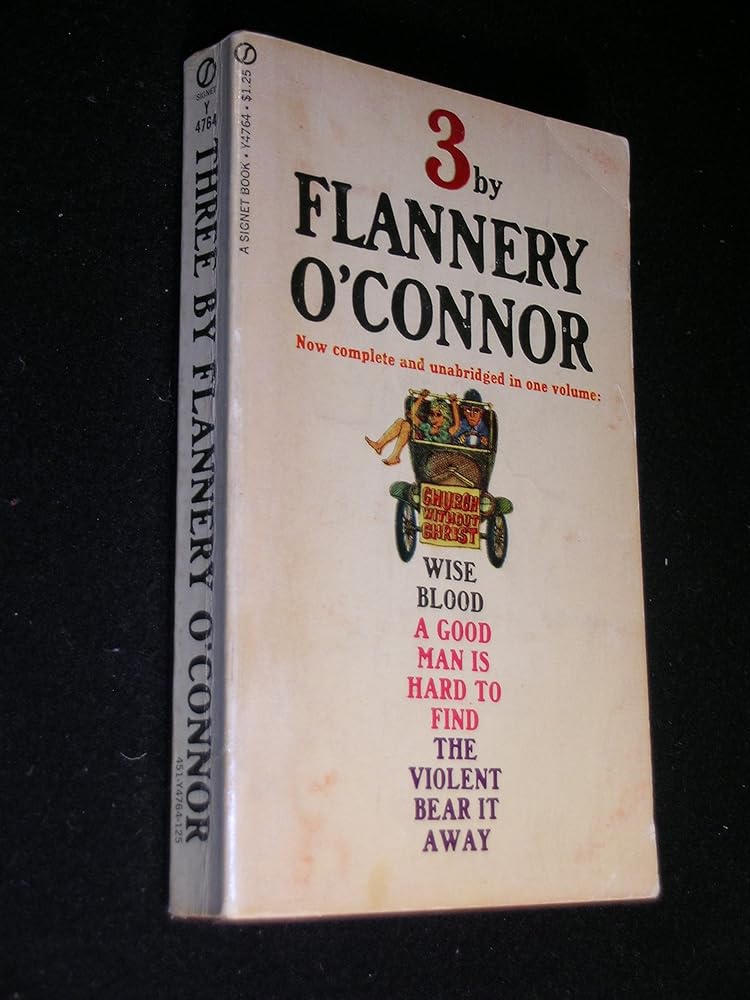 SIGNET
Y
4764
THREE BY FLANNERY O'CONNOR
451-Y4764-125
A SIGNET BOOK • Y4764 • $1.25
3 by
FLANNERY
O'CONNOR
Now complete and unabridged in one volume:
CHURCH
WITHOUT
CHRIST
WISE
BLOOD
A GOOD
MAN IS
HARD TO
FIND
THE
VIOLENT
BEAR IT
AWAY